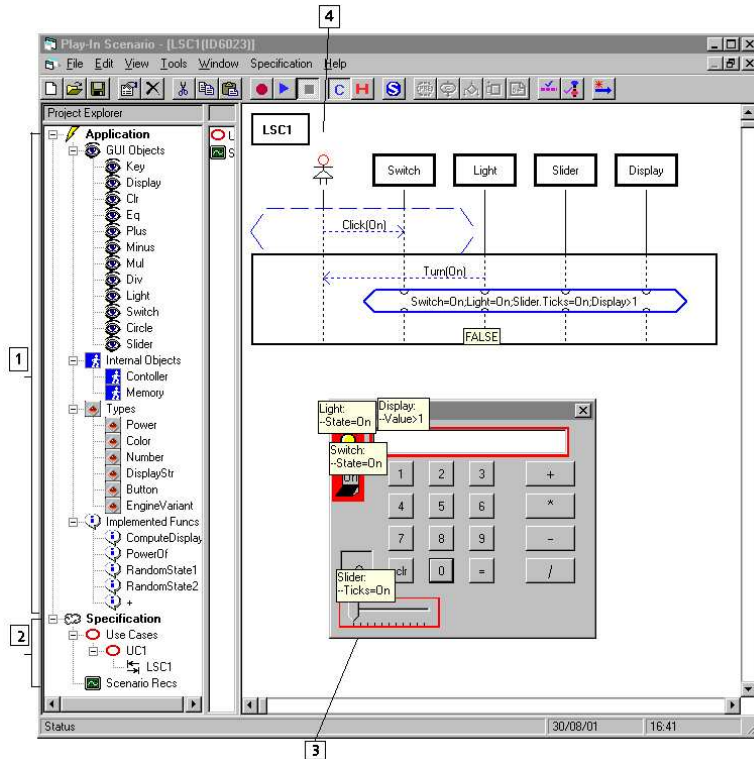 4
1
Play-In Scenario - [LSC1(ID6023)]
File Edit View Tools Window Specification Help
C H S
Project Explorer
Application
GUI Objects
Key
Display
Clr
Eq
Plus
Minus
Mul
Div
Light
Switch
Circle
Slider
Internal Objects
Contoller
Memory
Types
Power
Color
Number
DisplayStr
Button
EngineVariant
Implemented Funcs
ComputeDisplay
PowerOf
RandomState1
RandomState2
+
Specification
Use Cases
UC1
LSC1
Scenario Recs
2
U
S
LSC1
Switch Light Slider Display
Click(On)
Turn(On)
Switch=On;Light=On;Slider.Ticks=On;Display>1
FALSE
Light:
--State=On
Display:
--Value>1
Switch:
--State=On
On
1 2 3 +
4 5 6 *
7 8 9 -
clr 0 = /
Slider:
--Ticks=On
Status 30/08/01 16:41
3